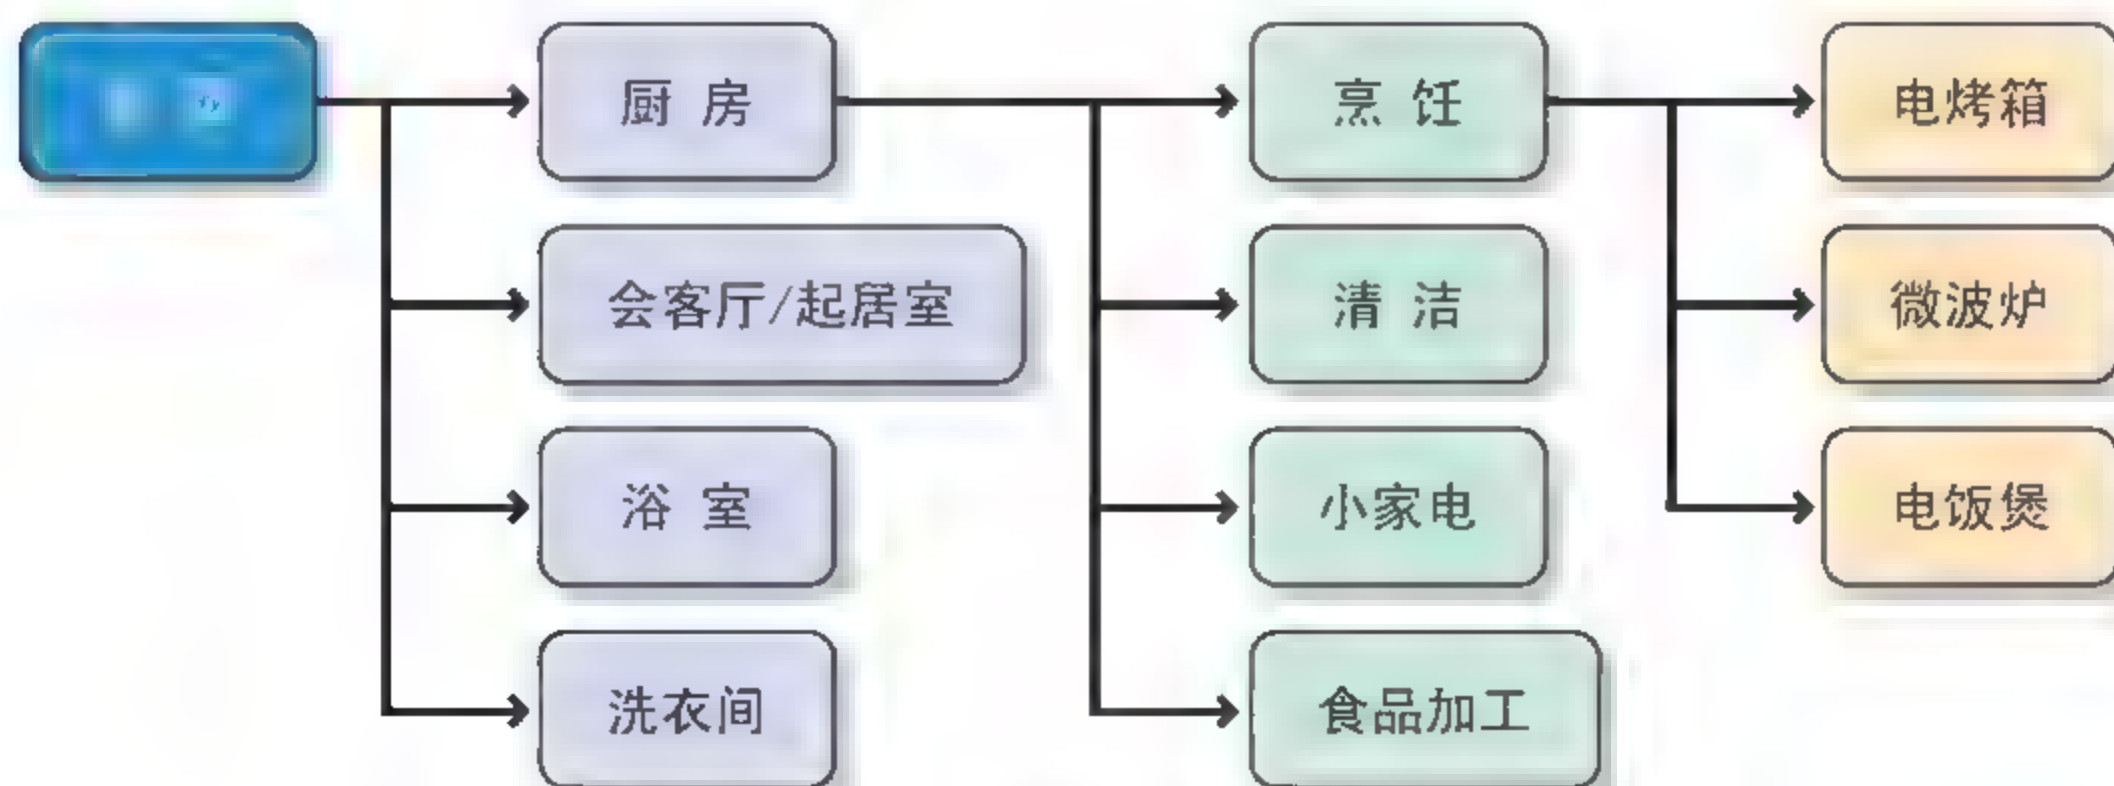 厨 房
烹 饪
电烤箱
会客厅/起居室
清 洁
微波炉
浴 室
小家电
电饭煲
洗衣间
食品加工